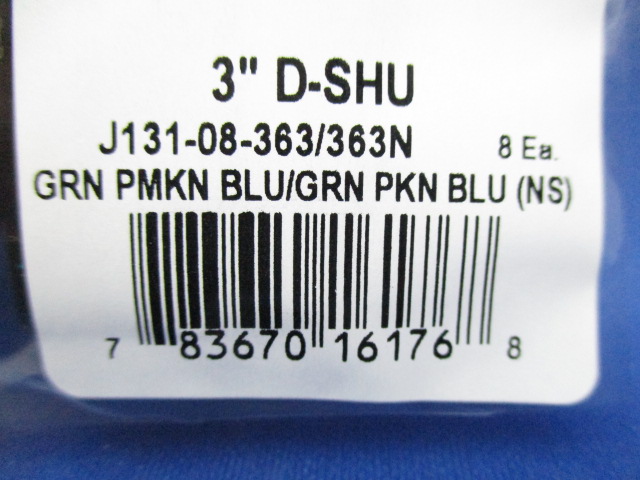 3" D-SHU
J131-08-363/363N 8 Ea.
GRN PMKN BLU/GRN PKN BLU (NS)
7 83670 16176 8